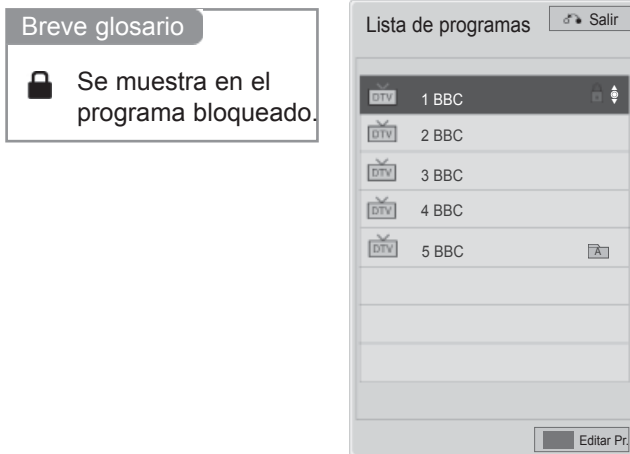 Breve glosario
Se muestra en el
programa bloqueado.
Lista de programas
Salir
DTV 1 BBC
DTV 2 BBC
DTV 3 BBC
DTV 4 BBC
DTV 5 BBC A
Editar Pr.